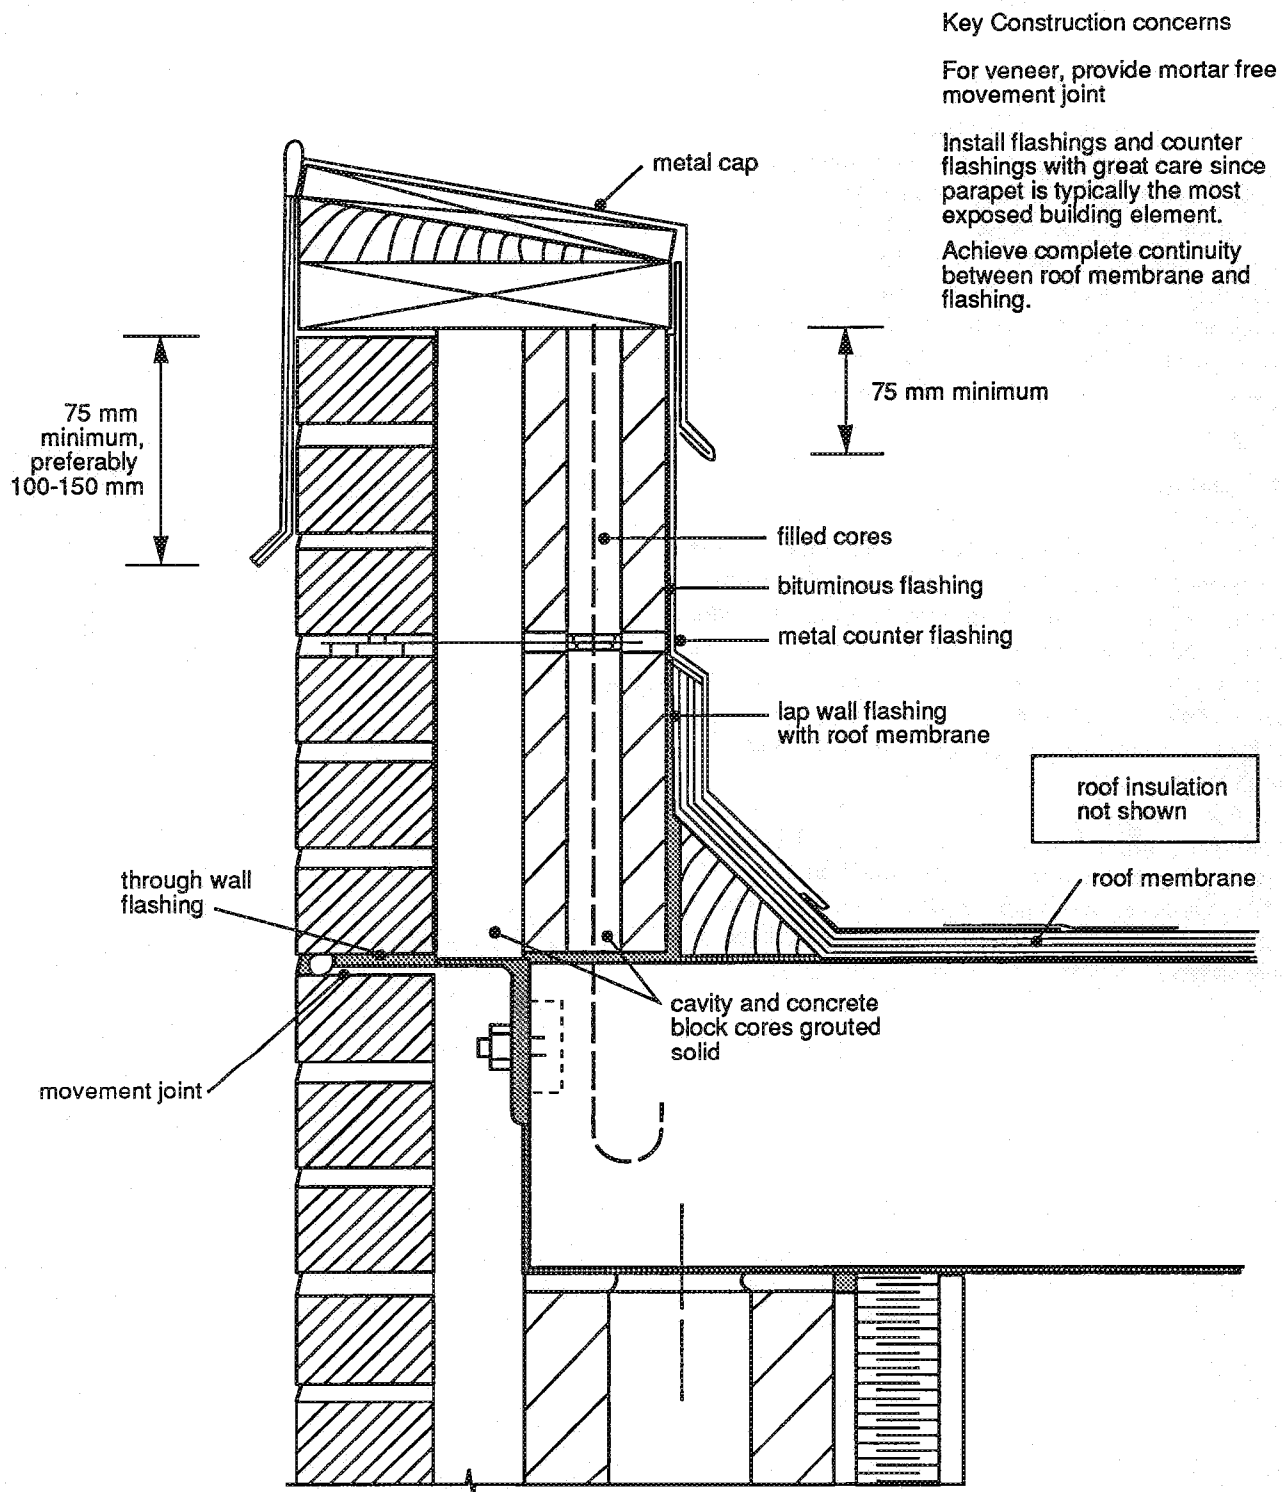 Key Construction concerns
For veneer, provide mortar free
movement joint
Install flashings and counter
flashings with great care since
parapet is typically the most
exposed building element.
Achieve complete continuity
between roof membrane and
flashing.
metal cap
75 mm
minimum,
preferably
100-150 mm
75 mm minimum
filled cores
bituminous flashing
metal counter flashing
lap wall flashing
with roof membrane
roof insulation
not shown
roof membrane
through wall
flashing
cavity and concrete
block cores grouted
solid
movement joint